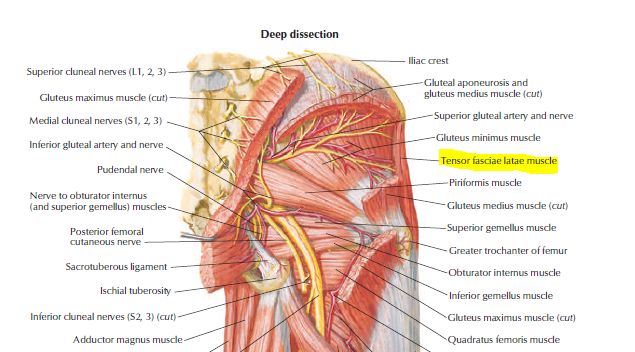 Deep dissection
Superior cluneal nerves (L1, 2, 3)
Gluteus maximus muscle (cut)
Medial cluneal nerves (S1, 2, 3)
Inferior gluteal artery and nerve
Pudendal nerve
Nerve to obturator internus
(and superior gemellus) muscles
Posterior femoral
cutaneous nerve
Sacrotuberous ligament
Ischial tuberosity
Inferior cluneal nerves (S2, 3) (cut)
Adductor magnus muscle
Iliac crest
Gluteal aponeurosis and
gluteus medius muscle (cut)
Superior gluteal artery and nerve
Gluteus minimus muscle
Tensor fasciae latae muscle
Piriformis muscle
Gluteus medius muscle (cut)
Superior gemellus muscle
Greater trochanter of femur
Obturator internus muscle
Inferior gemellus muscle
Gluteus maximus muscle (cut)
Quadratus femoris muscle